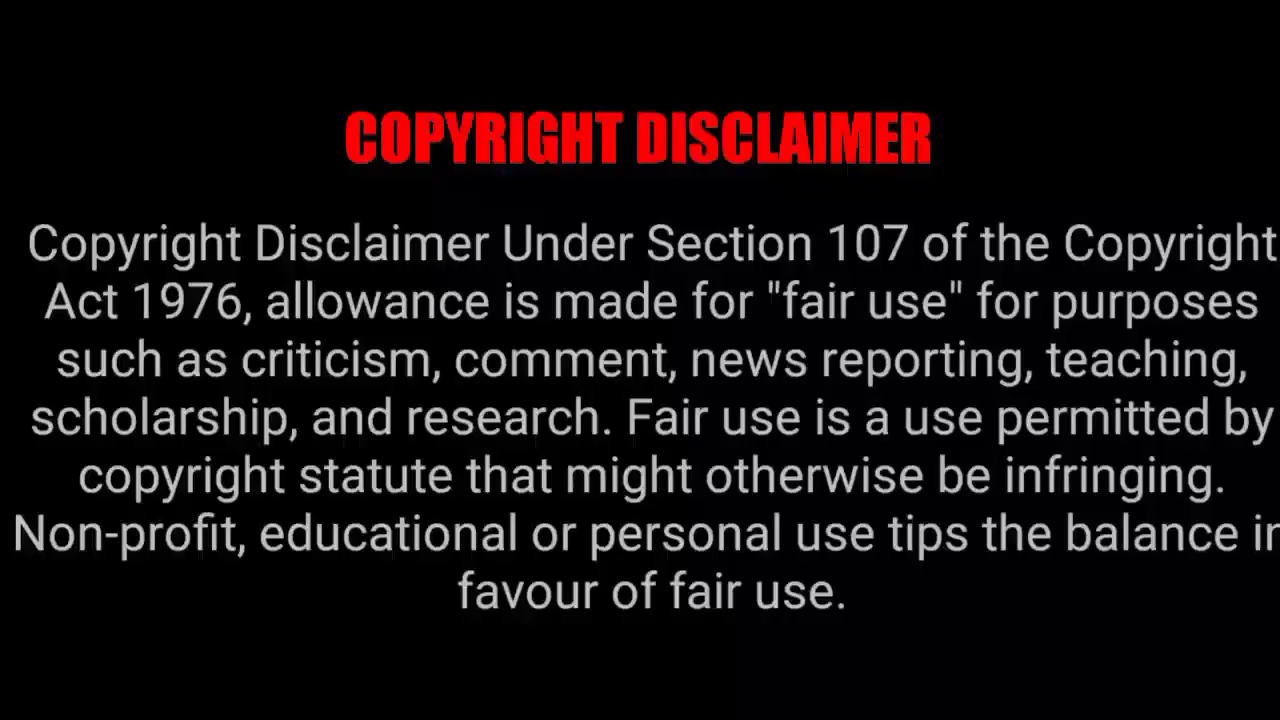 COPYRIGHT DISCLAIMER
Copyright Disclaimer Under Section 107 of the Copyright
Act 1976, allowance is made for "fair use" for purposes
such as criticism, comment, news reporting, teaching,
scholarship, and research. Fair use is a use permitted by
copyright statute that might otherwise be infringing.
Non-profit, educational or personal use tips the balance in
favour of fair use.